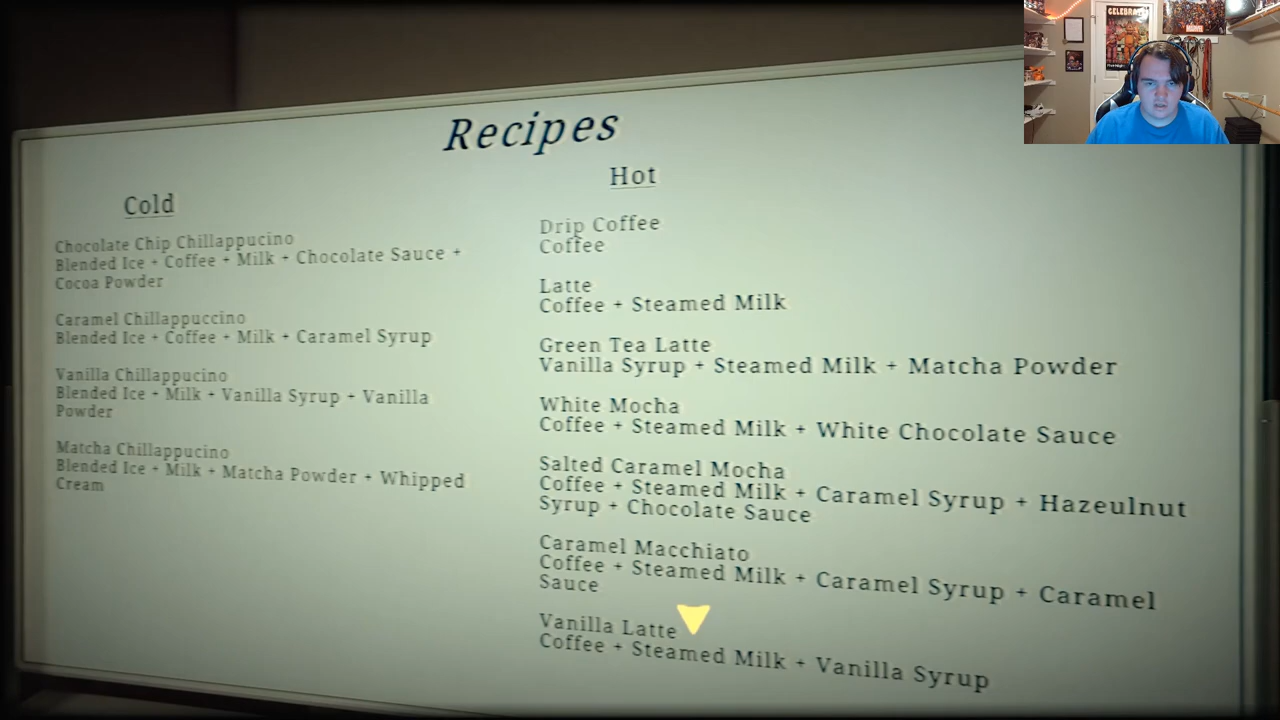 Recipes
Cold
Chocolate Chip Chillappucino
Blended Ice + Coffee + Milk + Chocolate Sauce +
Cocoa Powder
Caramel Chillappuccino
Blended Ice + Coffee + Milk + Caramel Syrup
Vanilla Chillappucino
Blended Ice + Milk + Vanilla Syrup + Vanilla
Powder
Matcha Chillappucino
Blended Ice + Milk + Matcha Powder + Whipped
Cream
Hot
Drip Coffee
Coffee
Latte
Coffee + Steamed Milk
Green Tea Latte
Vanilla Syrup + Steamed Milk + Matcha Powder
White Mocha
Coffee + Steamed Milk + White Chocolate Sauce
Salted Caramel Mocha
Coffee + Steamed Milk + Caramel Syrup + Hazeulnut
Syrup + Chocolate Sauce
Caramel Macchiato
Coffee + Steamed Milk + Caramel Syrup + Caramel
Sauce
Vanilla Latte
Coffee + Steamed Milk + Vanilla Syrup